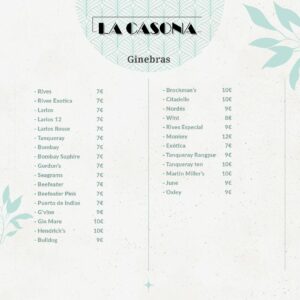 LA CASONA
Ginebras
- Rives 7€
- Rives Exotica 7€
- Larios 7€
- Larios 12 7€
- Larios Rosse 7€
- Tanqueray 7€
- Bombay 7€
- Bombay Saphire 7€
- Gordon's 7€
- Seagrams 7€
- Beefeater 7€
- Beefeater Pink 7€
- Puerto de Indias 7€
- G'vine 9€
- Gin Mare 10€
- Hendrick's 10€
- Bulldog 9€
- Brockman's 10€
- Citadelle 10€
- Nordés 9€
- Wint 8€
- Rives Especial 9€
- Monkey 12€
- Exótica 7€
- Tanqueray Rangpur 9€
- Tanqueray ten 10€
- Martin Miller's 10€
- June 9€
- Oxley 9€